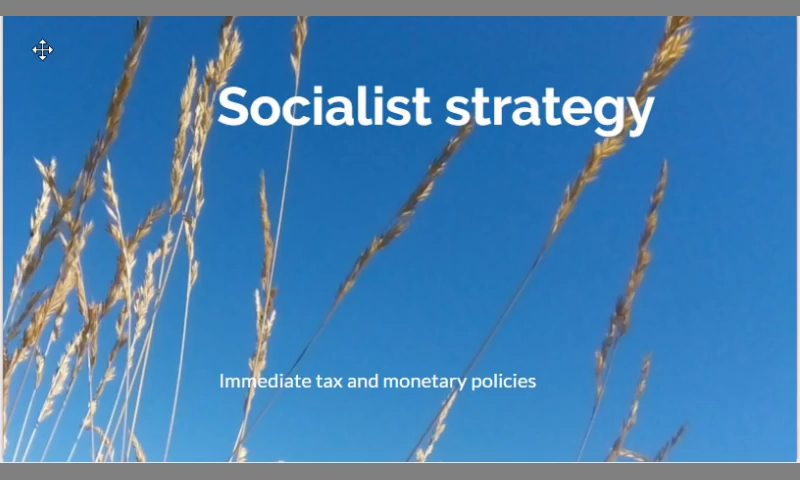 Socialist strategy
Immediate tax and monetary policies